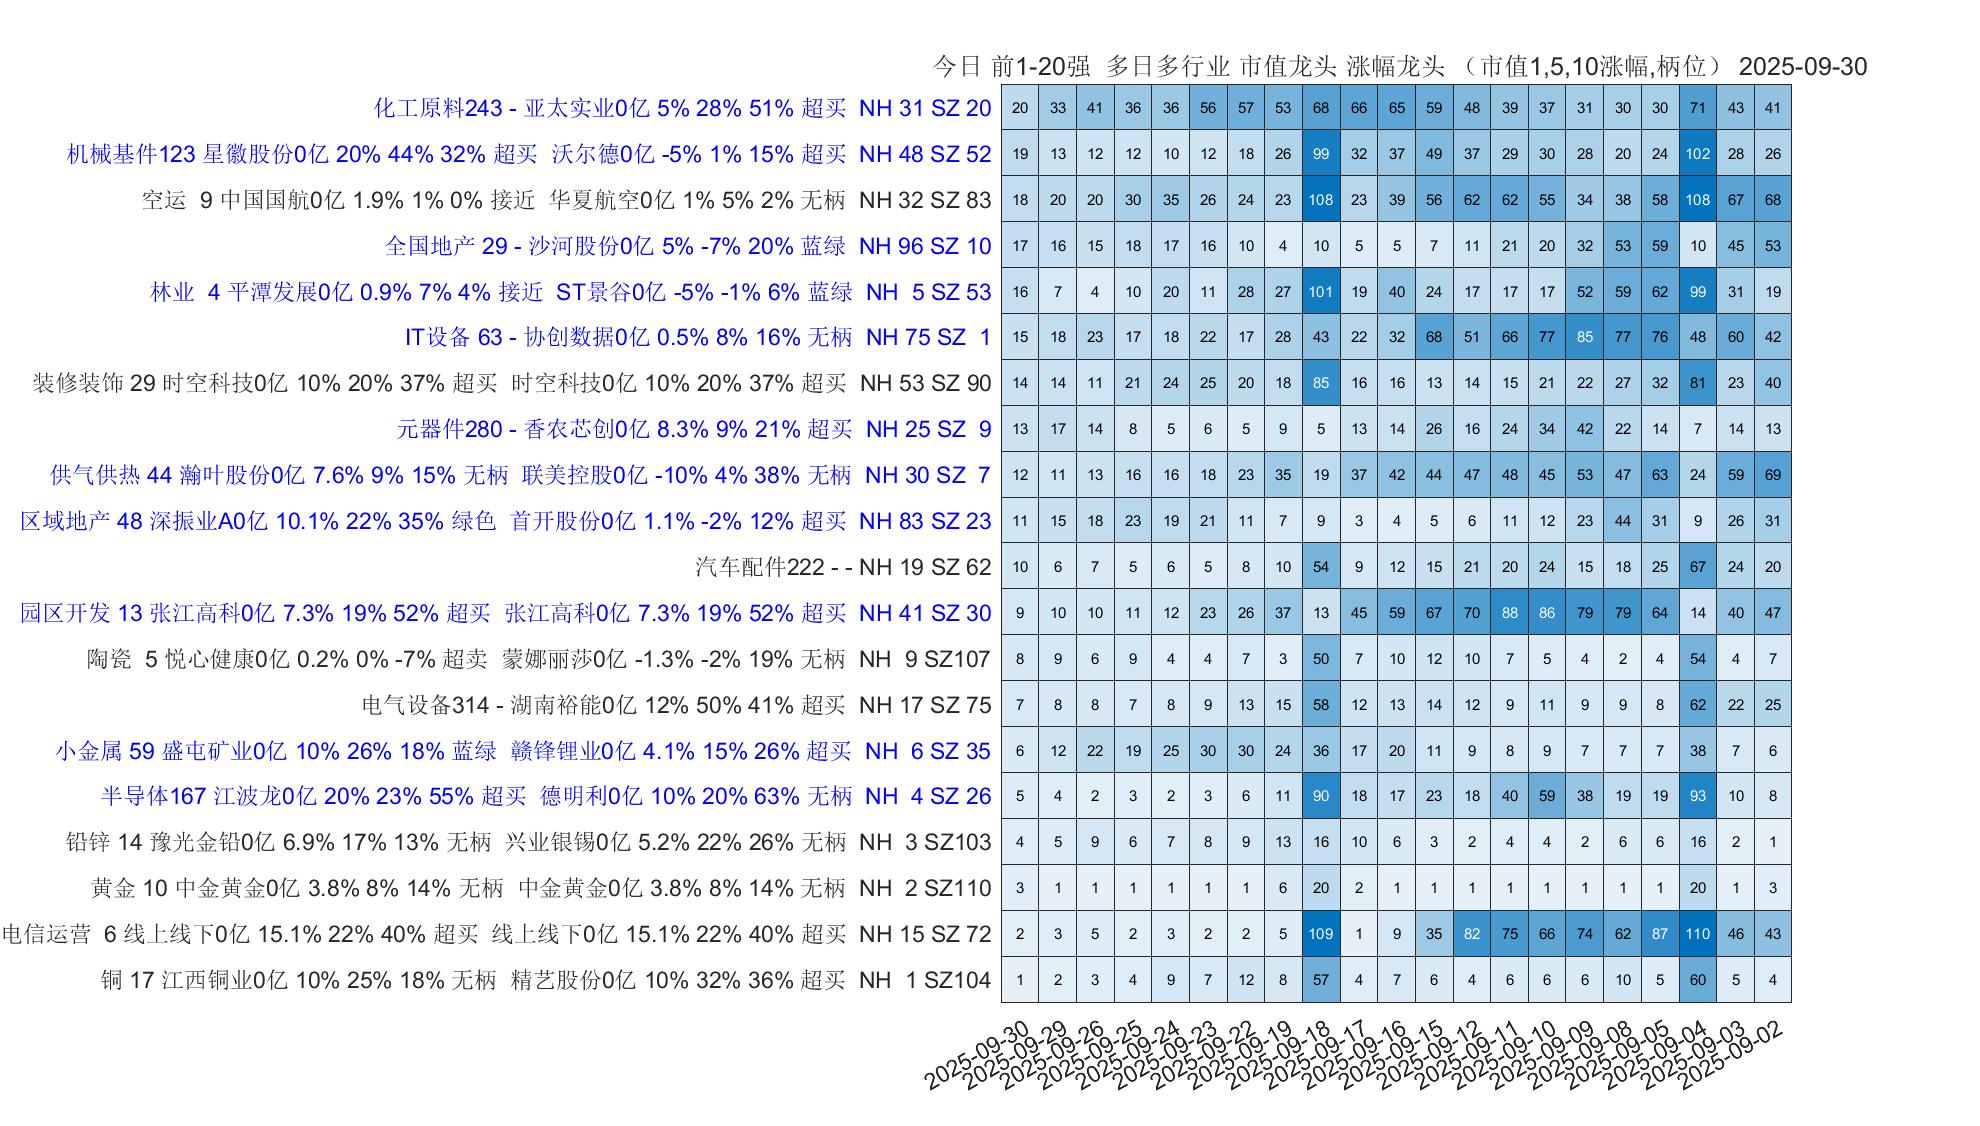 今日 前1-20强  多日多行业 市值龙头 涨幅龙头 （市值1,5,10涨幅,柄位） 2025-09-30
化工原料243 - 亚太实业0亿 5% 28% 51% 超买  NH 31 SZ 20 20 33 41 36 36 56 57 53 68 66 65 59 48 39 37 31 30 30 71 43 41
机械基件123 星徽股份0亿 20% 44% 32% 超买  沃尔德0亿 -5% 1% 15% 超买  NH 48 SZ 52 19 13 12 12 10 12 18 26 99 32 37 49 37 29 30 28 20 24 102 28 26
空运  9 中国国航0亿 1.9% 1% 0% 接近  华夏航空0亿 1% 5% 2% 无柄  NH 32 SZ 83 18 20 20 30 35 26 24 23 108 23 39 56 62 62 55 34 38 58 108 67 68
全国地产 29 - 沙河股份0亿 5% -7% 20% 蓝绿  NH 96 SZ 10 17 16 15 18 17 16 10 4 10 5 5 7 11 21 20 32 53 59 10 45 53
林业  4 平潭发展0亿 0.9% 7% 4% 接近  ST景谷0亿 -5% -1% 6% 蓝绿  NH  5 SZ 53 16 7 4 10 20 11 28 27 101 19 40 24 17 17 17 52 59 62 99 31 19
IT设备 63 - 协创数据0亿 0.5% 8% 16% 无柄  NH 75 SZ  1 15 18 23 17 18 22 17 28 43 22 32 68 51 66 77 85 77 76 48 60 42
装修装饰 29 时空科技0亿 10% 20% 37% 超买  时空科技0亿 10% 20% 37% 超买  NH 53 SZ 90 14 14 11 21 24 25 20 18 85 16 16 13 14 15 21 22 27 32 81 23 40
元器件280 - 香农芯创0亿 8.3% 9% 21% 超买  NH 25 SZ  9 13 17 14 8 5 6 5 9 5 13 14 26 16 24 34 42 22 14 7 14 13
供气供热 44 瀚叶股份0亿 7.6% 9% 15% 无柄  联美控股0亿 -10% 4% 38% 无柄  NH 30 SZ  7 12 11 13 16 16 18 23 35 19 37 42 44 47 48 45 53 47 63 24 59 69
区域地产 48 深振业A0亿 10.1% 22% 35% 绿色  首开股份0亿 1.1% -2% 12% 超买  NH 83 SZ 23 11 15 18 23 19 21 11 7 9 3 4 5 6 11 12 23 44 31 9 26 31
汽车配件222 - - NH 19 SZ 62 10 6 7 5 6 5 8 10 54 9 12 15 21 20 24 15 18 25 67 24 20
园区开发 13 张江高科0亿 7.3% 19% 52% 超买  张江高科0亿 7.3% 19% 52% 超买  NH 41 SZ 30 9 10 10 11 12 23 26 37 13 45 59 67 70 88 86 79 79 64 14 40 47
陶瓷  5 悦心健康0亿 0.2% 0% -7% 超卖  蒙娜丽莎0亿 -1.3% -2% 19% 无柄  NH  9 SZ107 8 9 6 9 4 4 7 3 50 7 10 12 10 7 5 4 2 4 54 4 7
电气设备314 - 湖南裕能0亿 12% 50% 41% 超买  NH 17 SZ 75 7 8 8 7 8 9 13 15 58 12 13 14 12 9 11 9 9 8 62 22 25
小金属 59 盛屯矿业0亿 10% 26% 18% 蓝绿  赣锋锂业0亿 4.1% 15% 26% 超买  NH  6 SZ 35 6 12 22 19 25 30 30 24 36 17 20 11 9 8 9 7 7 7 38 7 6
半导体167 江波龙0亿 20% 23% 55% 超买  德明利0亿 10% 20% 63% 无柄  NH  4 SZ 26 5 4 2 3 2 3 6 11 90 18 17 23 18 40 59 38 19 19 93 10 8
铅锌 14 豫光金铅0亿 6.9% 17% 13% 无柄  兴业银锡0亿 5.2% 22% 26% 无柄  NH  3 SZ103 4 5 9 6 7 8 9 13 16 10 6 3 2 4 4 2 6 6 16 2 1
黄金 10 中金黄金0亿 3.8% 8% 14% 无柄  中金黄金0亿 3.8% 8% 14% 无柄  NH  2 SZ110 3 1 1 1 1 1 1 6 20 2 1 1 1 1 1 1 1 1 20 1 3
电信运营  6 线上线下0亿 15.1% 22% 40% 超买  线上线下0亿 15.1% 22% 40% 超买  NH 15 SZ 72 2 3 5 2 3 2 2 5 109 1 9 35 82 75 66 74 62 87 110 46 43
铜 17 江西铜业0亿 10% 25% 18% 无柄  精艺股份0亿 10% 32% 36% 超买  NH  1 SZ104 1 2 3 4 9 7 12 8 57 4 7 6 4 6 6 6 10 5 60 5 4
2025-09-30 2025-09-29 2025-09-26 2025-09-25 2025-09-24 2025-09-23 2025-09-22 2025-09-19 2025-09-18 2025-09-17 2025-09-16 2025-09-15 2025-09-12 2025-09-11 2025-09-10 2025-09-09 2025-09-08 2025-09-05 2025-09-04 2025-09-03 2025-09-02